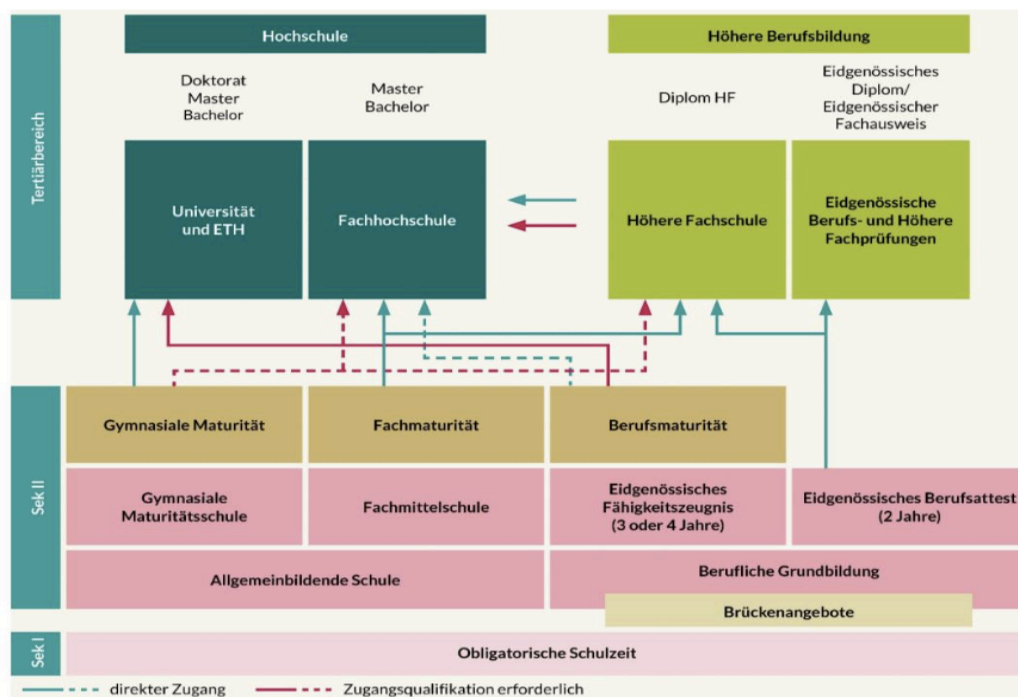 Tertiärbereich
Hochschule
Höhere Berufsbildung
Doktorat
Master
Bachelor
Master
Bachelor
Diplom HF
Eidgenössisches
Diplom/
Eidgenössischer
Fachausweis
Universität
und ETH
Fachhochschule
Höhere Fachschule
Eidgenössische
Berufs- und Höhere
Fachprüfungen
Sek II
Gymnasiale Maturität
Fachmaturität
Berufsmaturität
Gymnasiale
Maturitätsschule
Fachmittelschule
Eidgenössisches
Fähigkeitszeugnis
(3 oder 4 Jahre)
Eidgenössisches Berufsattest
(2 Jahre)
Allgemeinbildende Schule
Berufliche Grundbildung
Brückenangebote
Sek I
Obligatorische Schulzeit
direkter Zugang
Zugangsqualifikation erforderlich